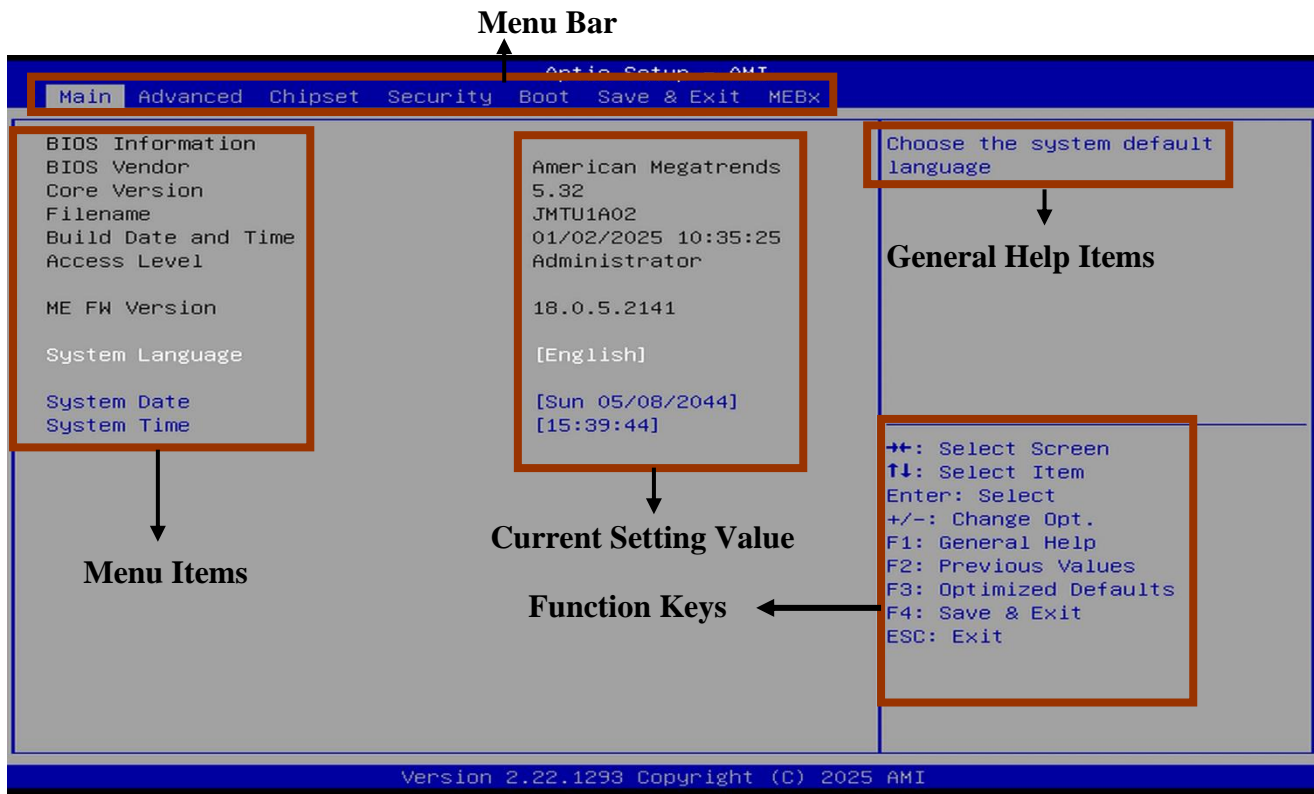 Menu Bar
Aptio Setup - AMI
Main Advanced Chipset Security Boot Save & Exit MEBx
BIOS Information
BIOS Vendor American Megatrends
Core Version 5.32
Filename JMTU1A02
Build Date and Time 01/02/2025 10:35:25
Access Level Administrator
ME FW Version 18.0.5.2141
System Language [English]
System Date [Sun 05/08/2044]
System Time [15:39:44]
Choose the system default
language
General Help Items
Menu Items
Current Setting Value
Function Keys
→←: Select Screen
↑↓: Select Item
Enter: Select
+/-: Change Opt.
F1: General Help
F2: Previous Values
F3: Optimized Defaults
F4: Save & Exit
ESC: Exit
Version 2.22.1293 Copyright (C) 2025 AMI